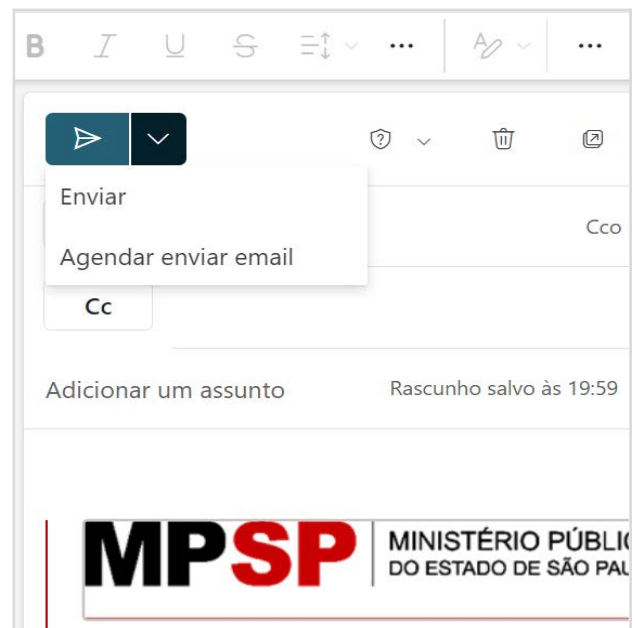 B I U S ...
Enviar
Cco
Agendar enviar email
Cc
Adicionar um assunto Rascunho salvo às 19:59
MPSP MINISTÉRIO PÚBLI
DO ESTADO DE SÃO PAU